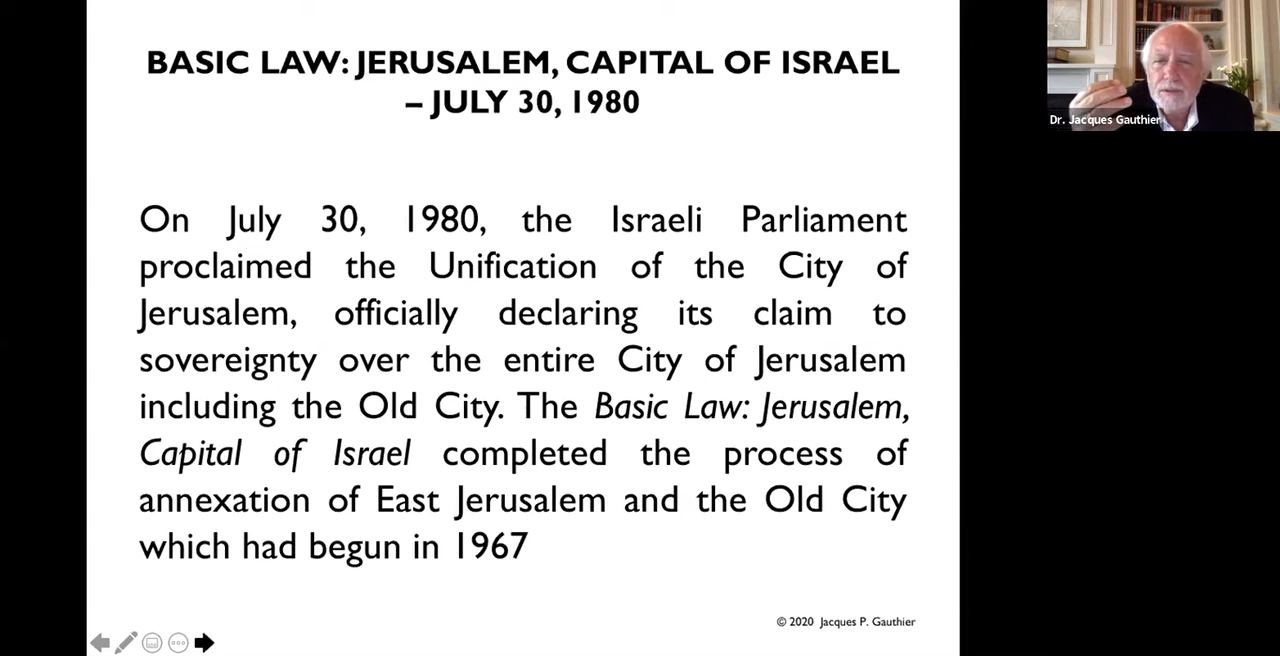 BASIC LAW: JERUSALEM, CAPITAL OF ISRAEL
– JULY 30, 1980
On July 30, 1980, the Israeli Parliament
proclaimed the Unification of the City of
Jerusalem, officially declaring its claim to
sovereignty over the entire City of Jerusalem
including the Old City. The Basic Law: Jerusalem,
Capital of Israel completed the process of
annexation of East Jerusalem and the Old City
which had begun in 1967
© 2020 Jacques P. Gauthier
Dr. Jacques Gauthier